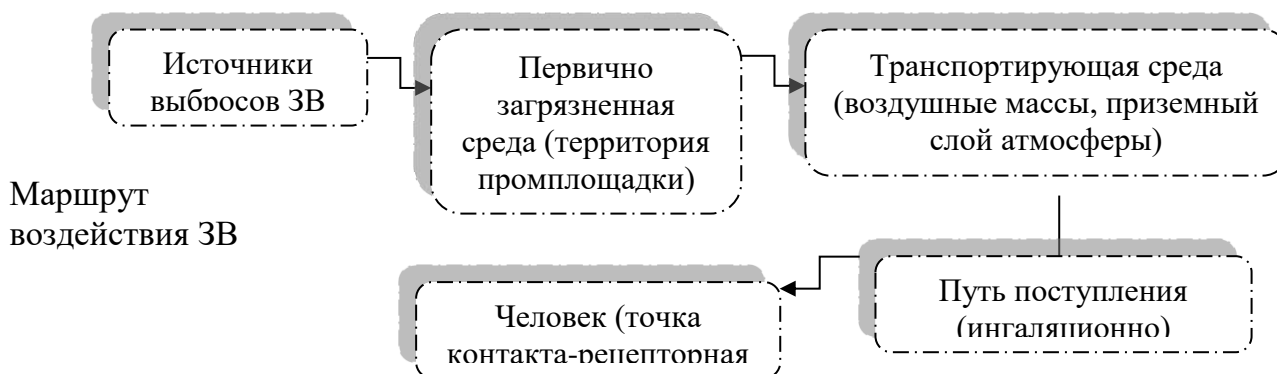 Источники
выбросов ЗВ
Первично
загрязненная
среда (территория
промплощадки)
Транспортирующая среда
(воздушные массы, приземный
слой атмосферы)
Маршрут
воздействия ЗВ
Путь поступления
(ингаляционно)
Человек (точка
контакта-рецепторная